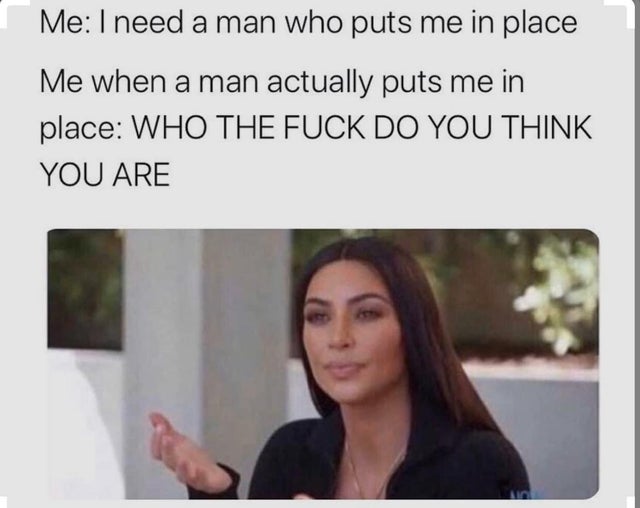 Me: I need a man who puts me in place
Me when a man actually puts me in
place: WHO THE FUCK DO YOU THINK
YOU ARE